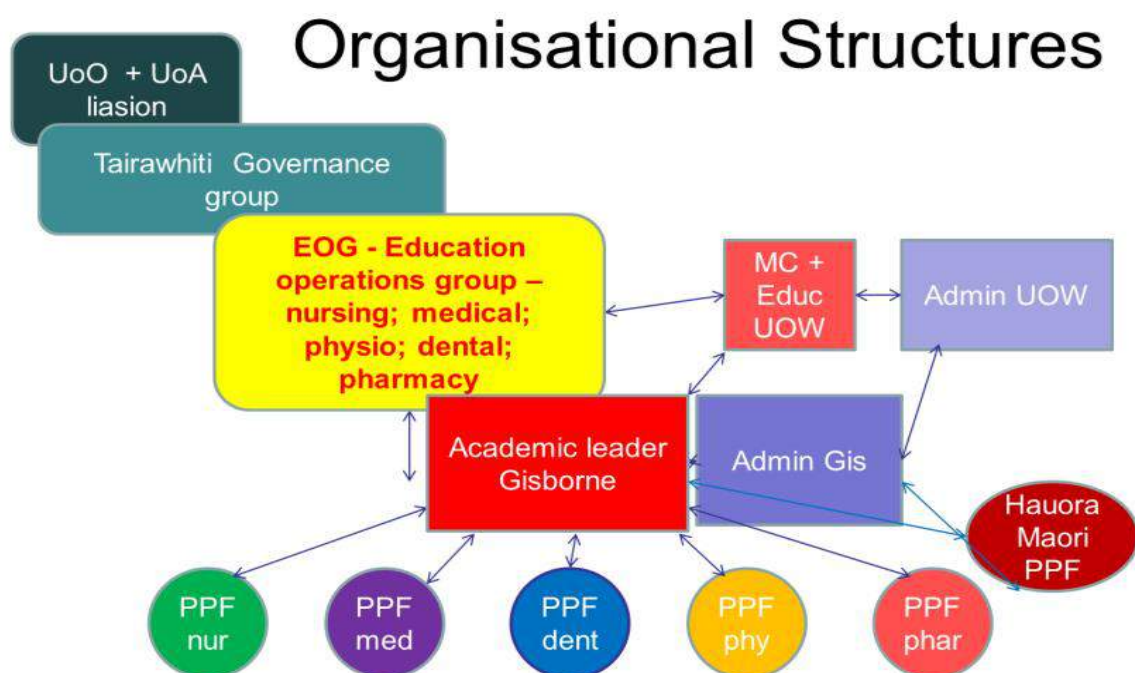 Organisational Structures
UoO + UoA
liasion
Tairawhiti Governance
group
EOG - Education
operations group –
nursing; medical;
physio; dental;
pharmacy
MC +
Educ
UOW
Admin UOW
Academic leader
Gisborne
Admin Gis
Hauora
Maori
PPF
PPF
nur
PPF
med
PPF
dent
PPF
phy
PPF
phar